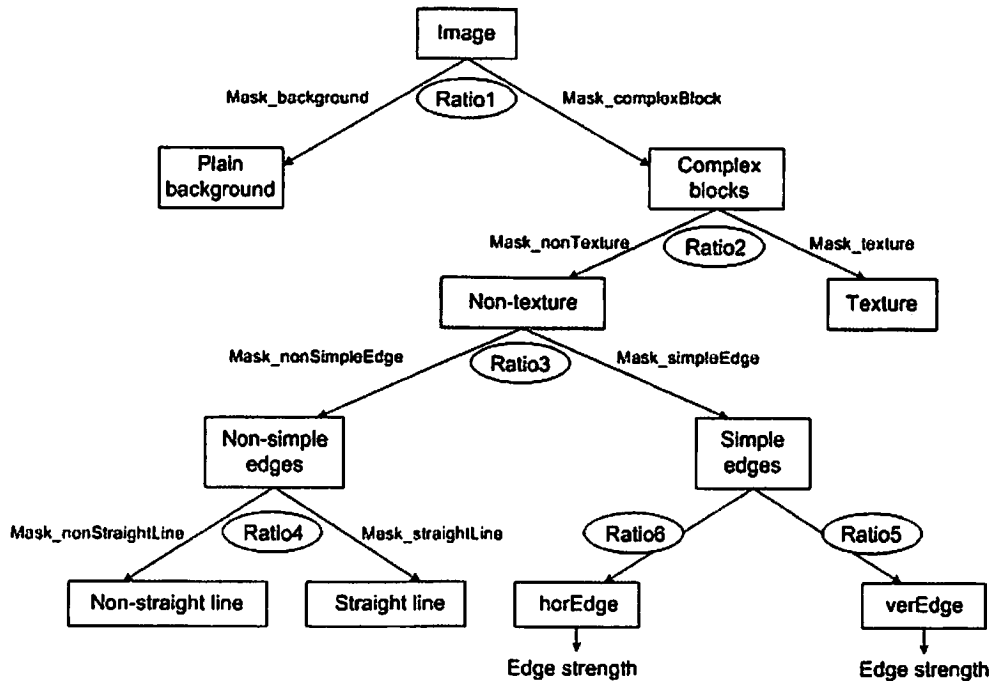 Image
Mask_background
Ratio1
Mask_comploxBlock
Plain
background
Complex
blocks
Mask_nonTexture
Ratio2
Mask_texture
Non-texture
Texture
Mask_nonSimpleEdge
Ratio3
Mask_simpleEdge
Non-simple
edges
Simple
edges
Mask_nonStraightLine
Ratio4
Mask_straightLine
Ratio6
Ratio5
Non-straight line
Straight line
horEdge
verEdge
Edge strength
Edge strength